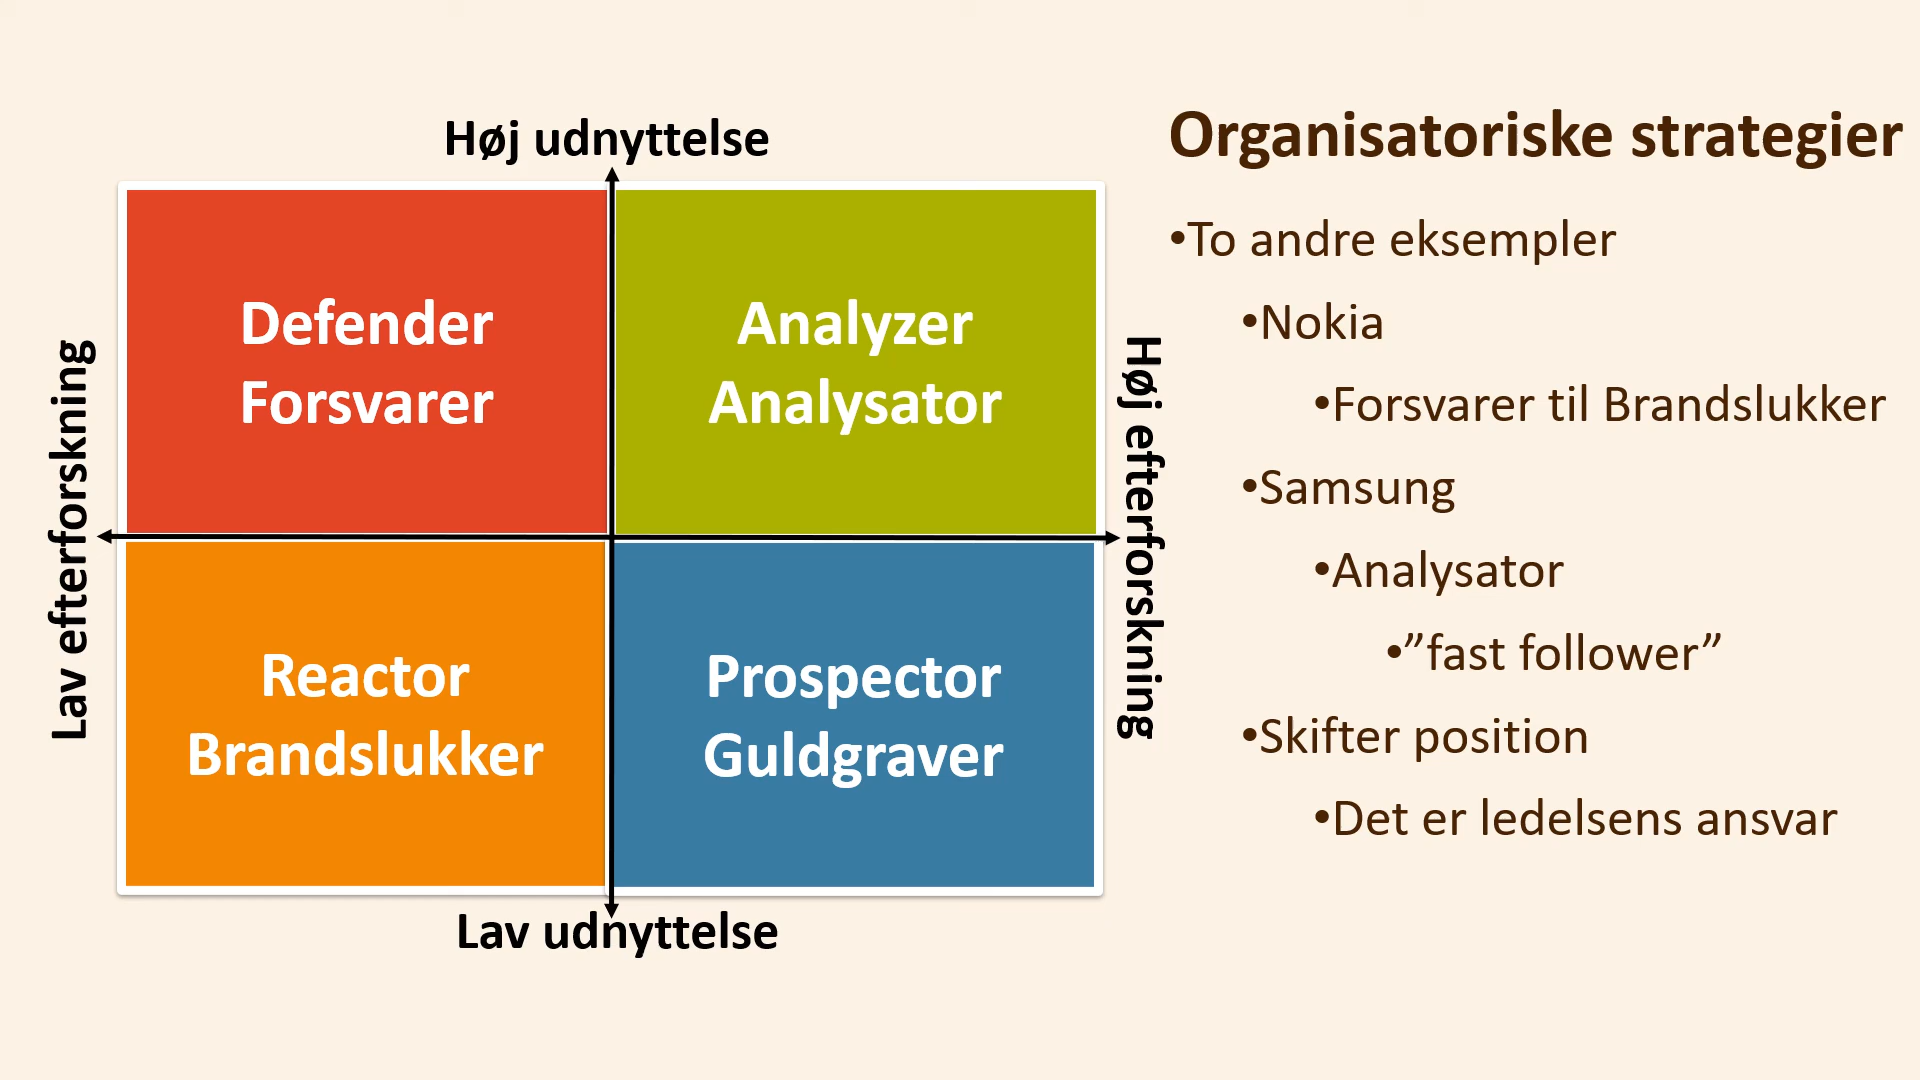 Høj udnyttelse
Defender
Forsvarer
Analyzer
Analysator
Lav efterforskning
Høj efterforskning
Reactor
Brandslukker
Prospector
Guldgraver
Lav udnyttelse
Organisatoriske strategier
•To andre eksempler
•Nokia
•Forsvarer til Brandslukker
•Samsung
•Analysator
•”fast follower”
•Skifter position
•Det er ledelsens ansvar